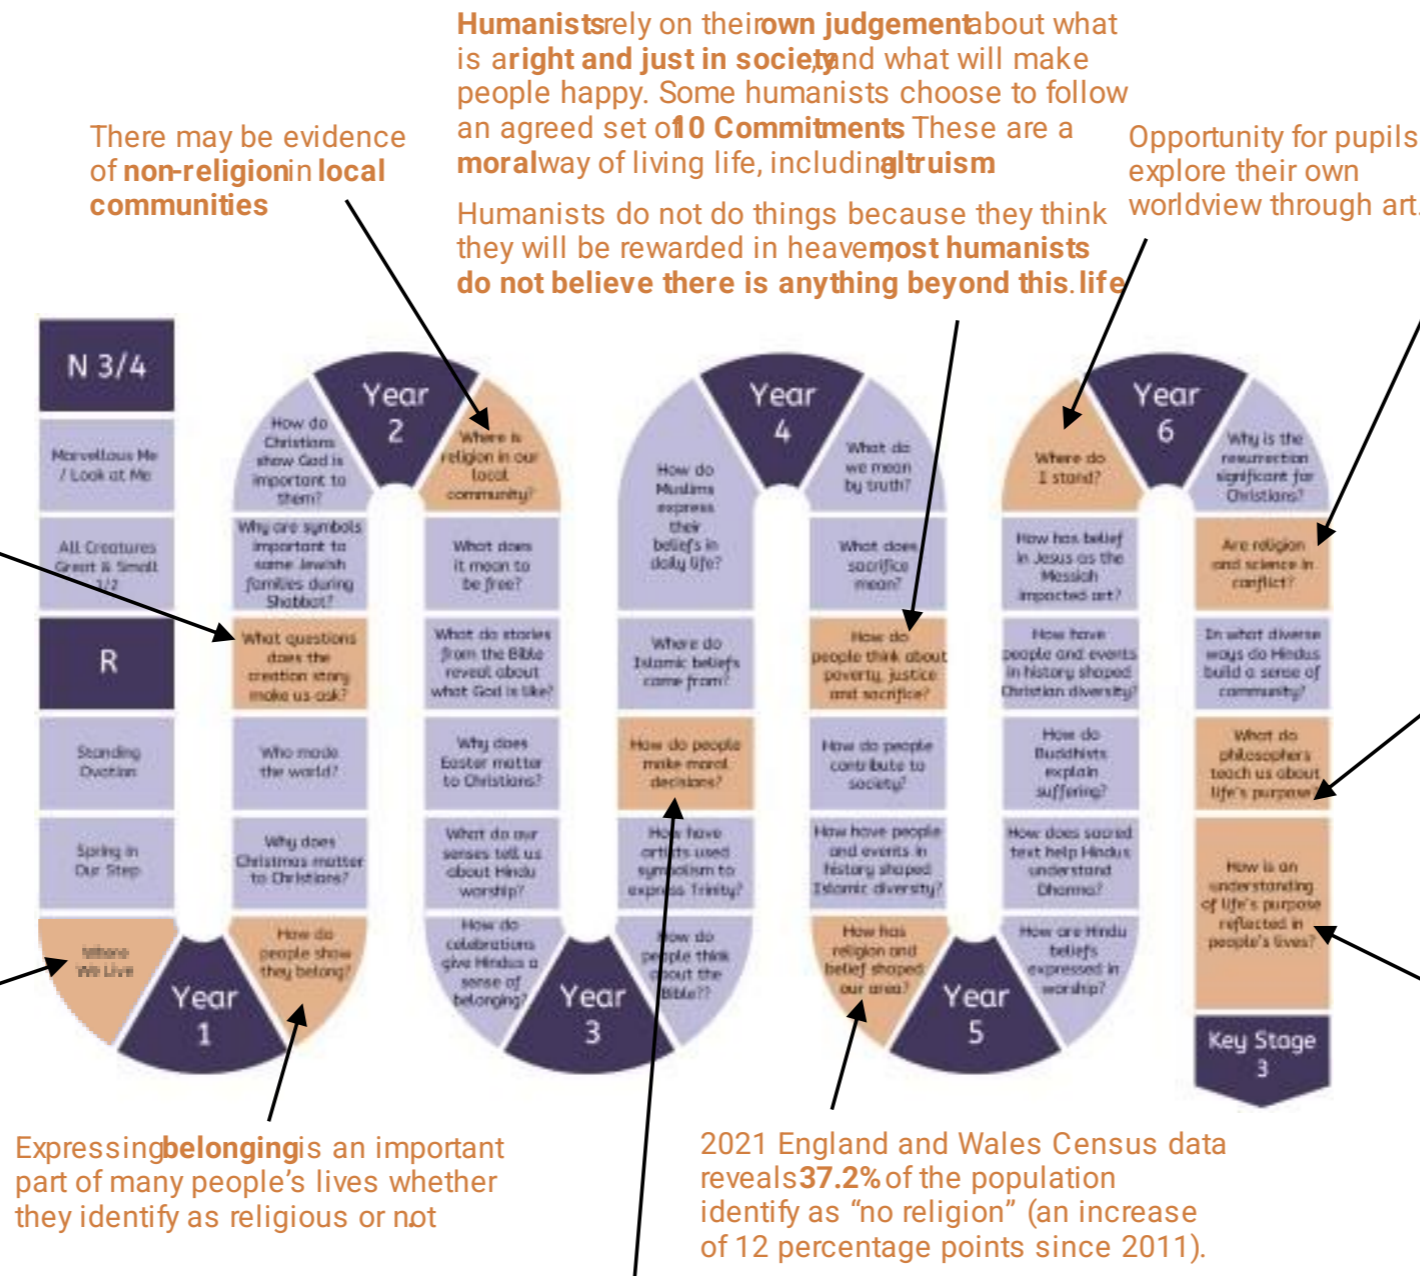 Humanists rely on their own judgement about what
is a right and just in society, and what will make
people happy. Some humanists choose to follow
an agreed set of 10 Commitments. These are a
moral way of living life, including altruism.
Humanists do not do things because they think
they will be rewarded in heaven; most humanists
do not believe there is anything beyond this life.
There may be evidence
of non-religion in local
communities
Opportunity for pupils
explore their own
worldview through art.
N 3/4
Marvellous Me
/ Look at Me
All Creatures
Great & Small
1/2
R
Standing
Ovation
Spring in
Our Step
Where
We Live
Year
1
How do
people show
they belong?
Why does
Christmas matter
to Christians?
Who made
the world?
What questions
does the
creation story
make us ask?
Why are symbols
important to
some Jewish
families during
Shabbat?
How do
Christians
show God is
important to
them?
Year
2
Where is
religion in our
local
community?
What does
it mean to
be free?
What do stories
from the Bible
reveal about
what God is like?
Why does
Easter matter
to Christians?
What do our
senses tell us
about Hindu
worship?
How do
celebrations
give Hindus a
sense of
belonging?
Year
3
How do
people think
about the
Bible??
How have
artists used
symbolism to
express Trinity?
How do people
make moral
decisions?
Where do
Islamic beliefs
come from?
How do
Muslims
express
their
beliefs in
daily life?
Year
4
What do
we mean
by truth?
What does
sacrifice
mean?
How do
people think about
poverty, justice
and sacrifice?
How do people
contribute to
society?
How have people
and events in
history shaped
Islamic diversity?
How has
religion and
belief shaped
our area?
Year
5
How are Hindu
beliefs
expressed in
worship?
How does sacred
text help Hindus
understand
Dharma?
How do
Buddhists
explain
suffering?
How have
people and events
in history shaped
Christian diversity?
How has belief
in Jesus as the
Messiah
impacted art?
Where do
I stand?
Year
6
Why is the
resurrection
significant for
Christians?
Are religion
and science in
conflict?
In what diverse
ways do Hindus
build a sense of
community?
What do
philosophers
teach us about
life's purpose?
How is an
understanding
of life's purpose
reflected in
people's lives?
Key Stage
3
Expressing belonging is an important
part of many people's lives whether
they identify as religious or not.
2021 England and Wales Census data
reveals 37.2% of the population
identify as “no religion” (an increase
of 12 percentage points since 2011).